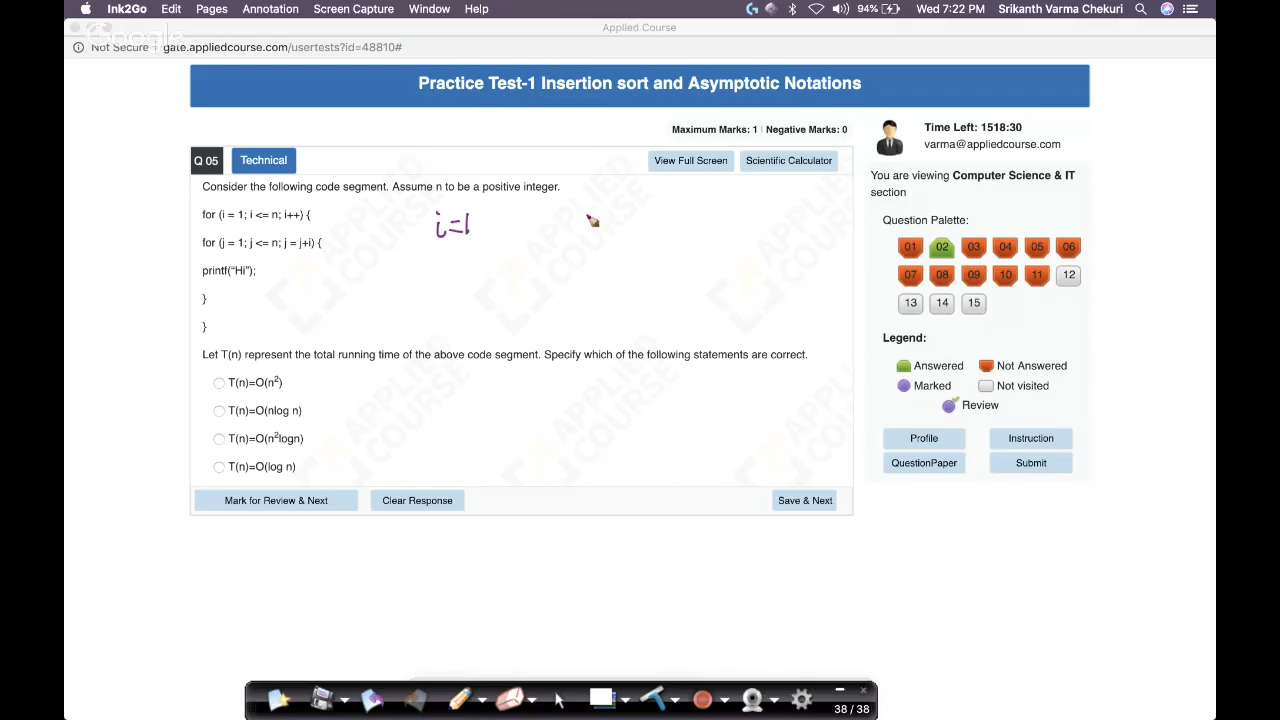 Ink2Go Edit Pages Annotation Screen Capture Window Help 94% Wed 7:22 PM Srikanth Varma Chekuri
Applied Course
Google
Not Secure | gate.appliedcourse.com/usertests?id=48810#
Practice Test-1 Insertion sort and Asymptotic Notations
Maximum Marks: 1 | Negative Marks: 0
Time Left: 1518:30
varma@appliedcourse.com
Q 05 Technical View Full Screen Scientific Calculator
You are viewing Computer Science & IT
section
Consider the following code segment. Assume n to be a positive integer.
for (i = 1; i <= n; i++) {
i=1
Question Palette:
for (j = 1; j <= n; j = j+i) {
01 02 03 04 05 06
printf("Hi");
07 08 09 10 11 12
}
13 14 15
}
Legend:
Let T(n) represent the total running time of the above code segment. Specify which of the following statements are correct.
Answered Not Answered
T(n)=O(n²)
Marked Not visited
Review
T(n)=O(nlog n)
T(n)=O(n²logn)
Profile Instruction
T(n)=O(log n)
QuestionPaper Submit
Mark for Review & Next Clear Response Save & Next
APPLIED COURSE
APPLIED COURSE
APPLIED COURSE
38 / 38